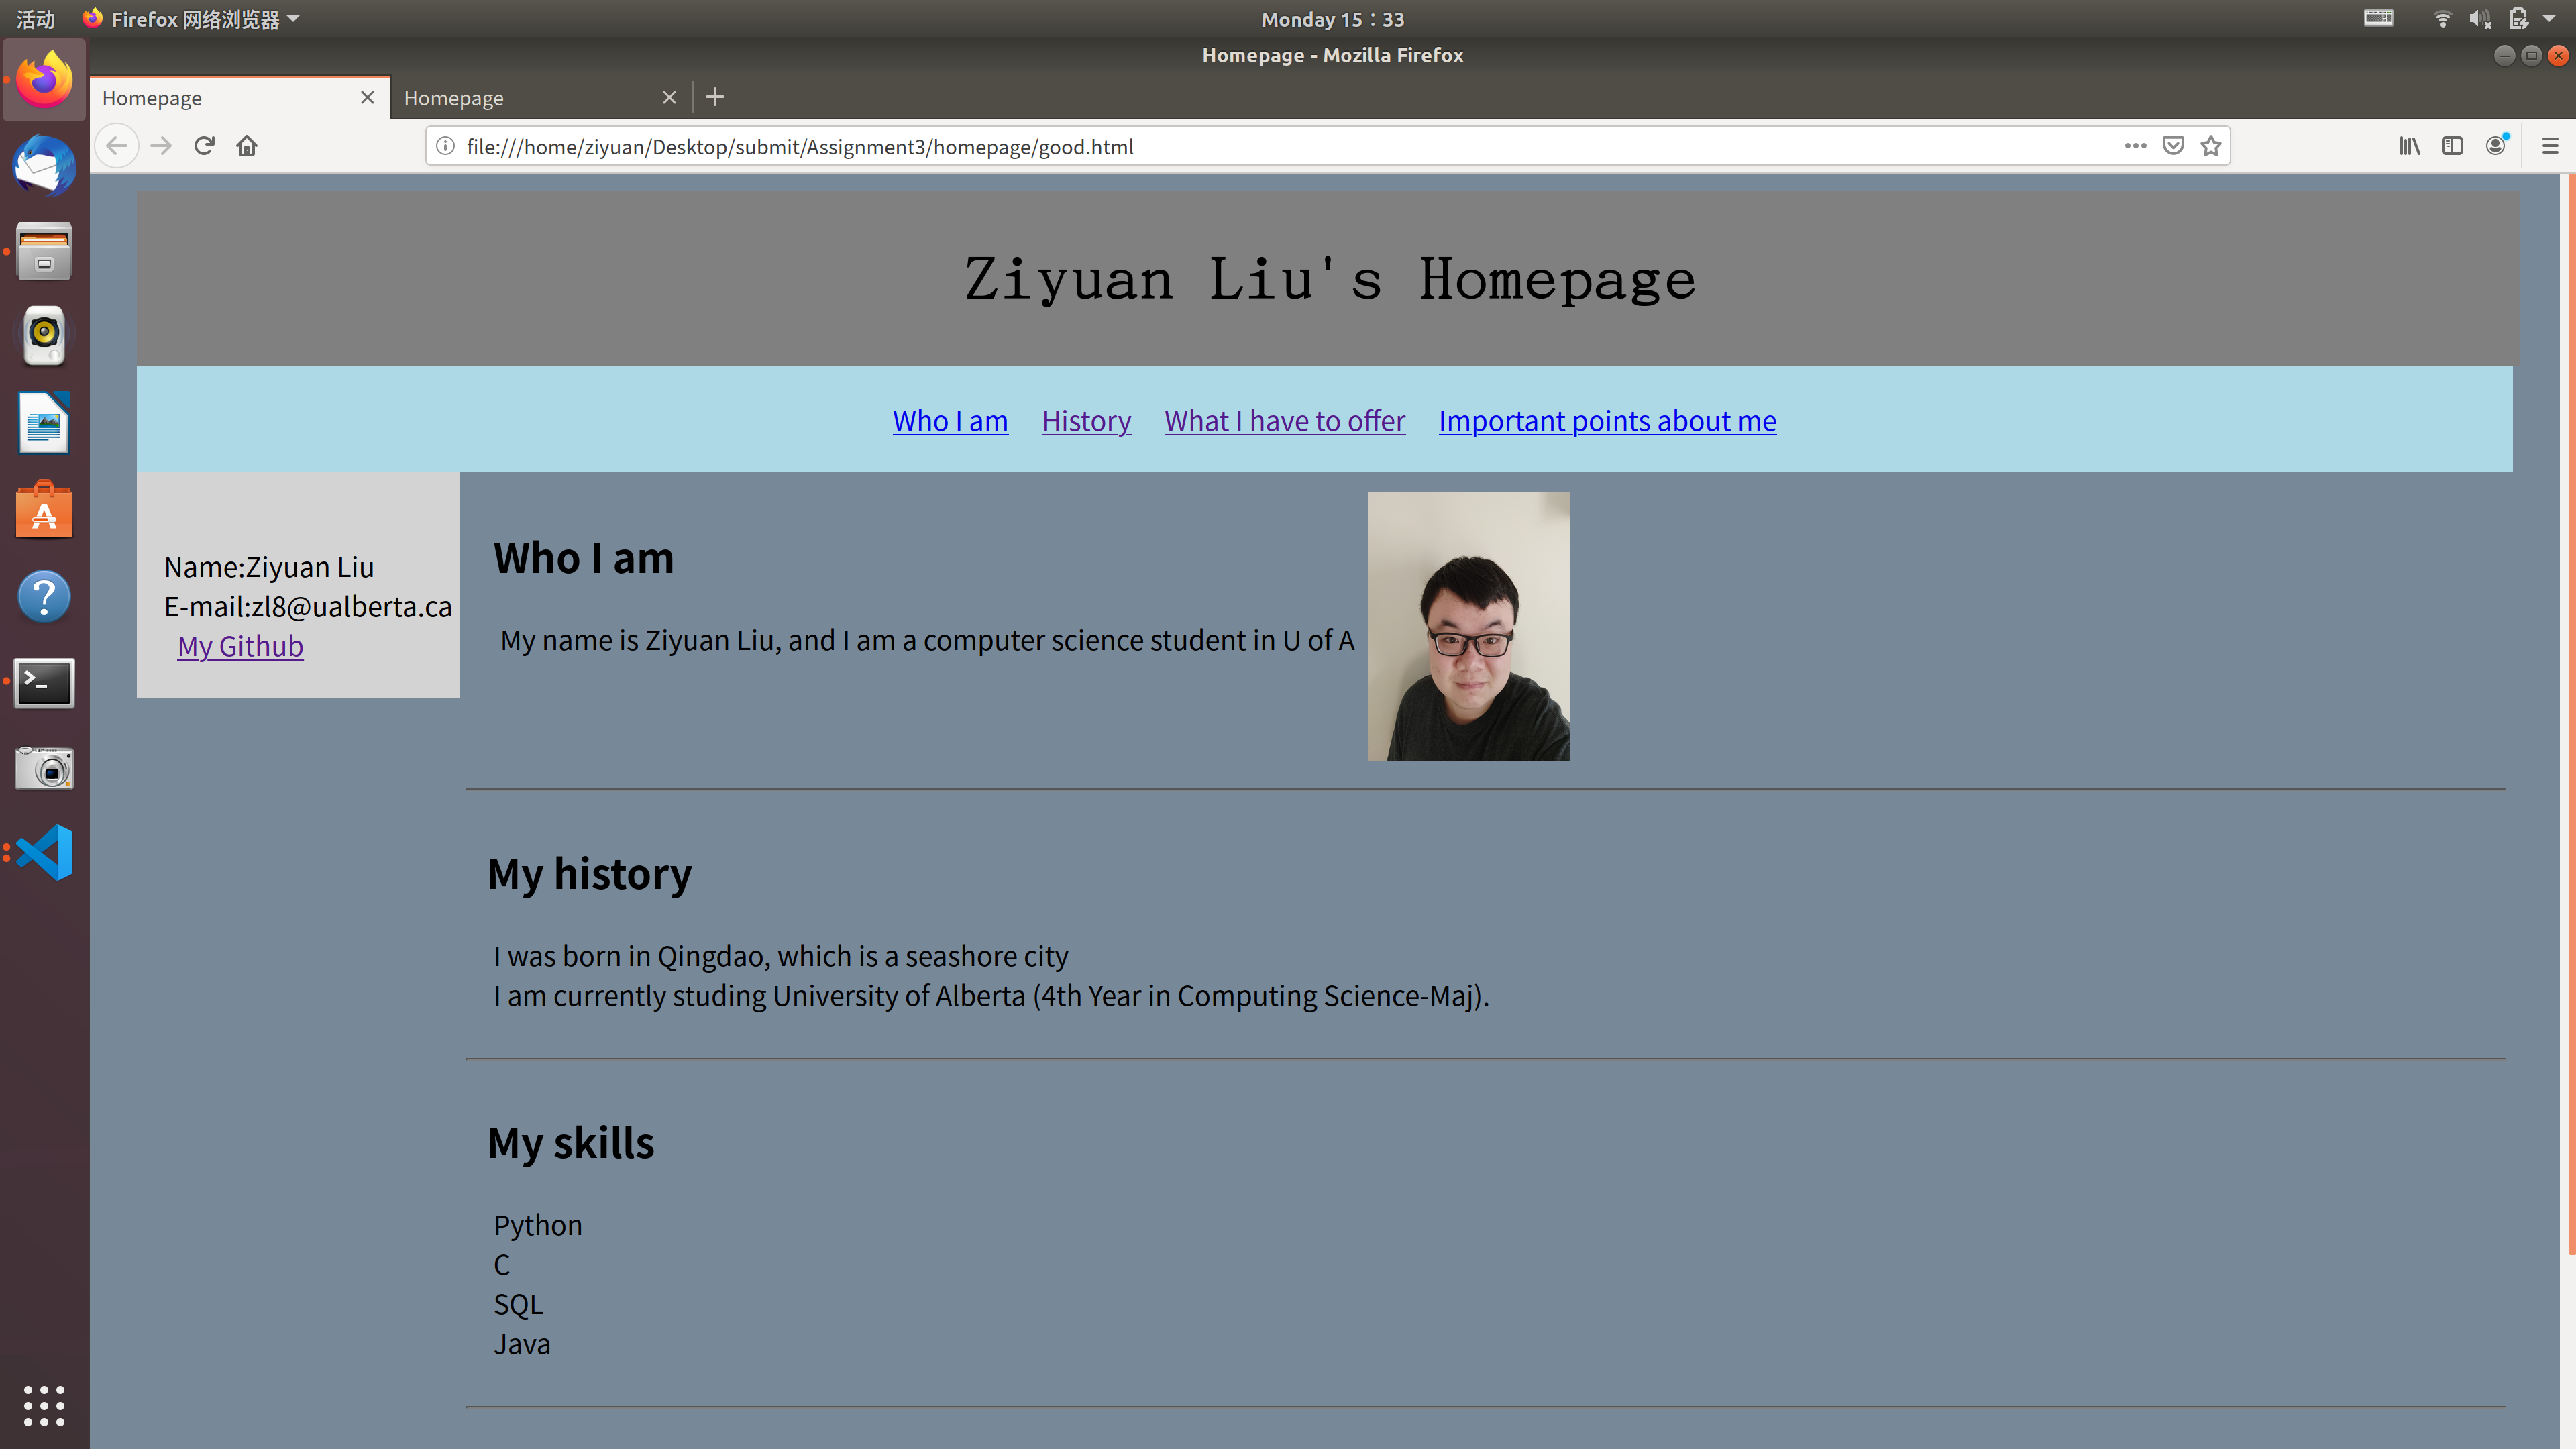 活动
Firefox 网络浏览器
Monday 15：33
Homepage - Mozilla Firefox
Homepage
Homepage
file:///home/ziyuan/Desktop/submit/Assignment3/homepage/good.html
Ziyuan Liu's Homepage
Who I am History What I have to offer Important points about me
Name:Ziyuan Liu
E-mail:zl8@ualberta.ca
My Github
Who I am
My name is Ziyuan Liu, and I am a computer science student in U of A
My history
I was born in Qingdao, which is a seashore city
I am currently studing University of Alberta (4th Year in Computing Science-Maj).
My skills
Python
C
SQL
Java